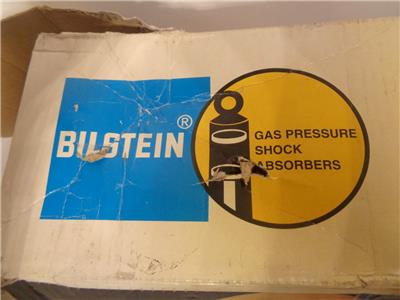 BILSTEIN®
GAS PRESSURE
SHOCK
ABSORBERS